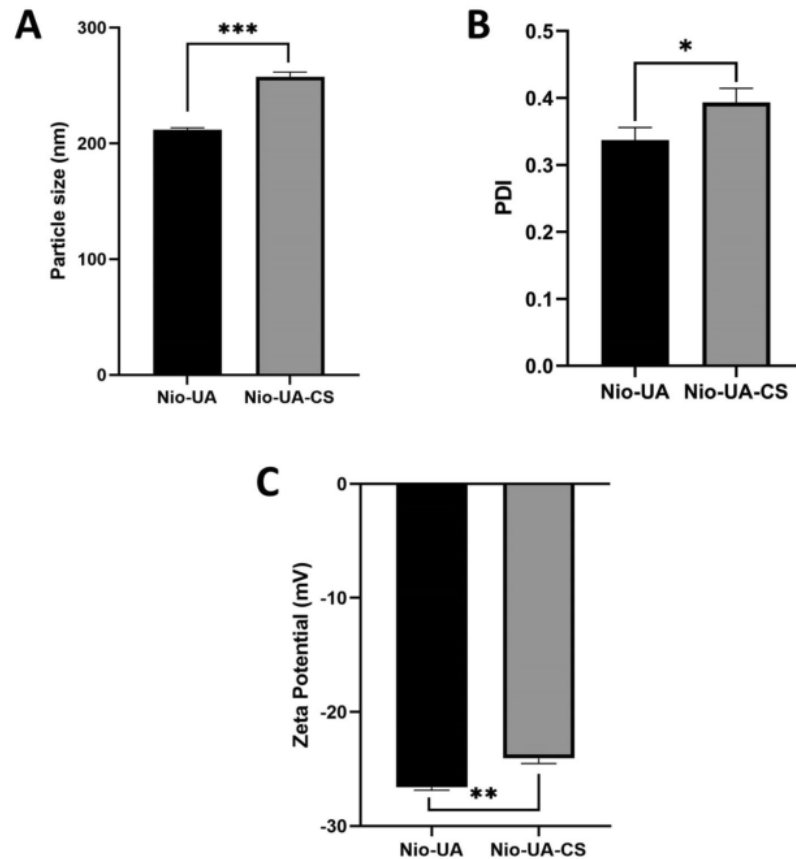 A
Particle size (nm)
300
200
100
0
***
Nio-UA
Nio-UA-CS
B
PDI
0.5
0.4
0.3
0.2
0.1
0.0
*
Nio-UA
Nio-UA-CS
C
Zeta Potential (mV)
0
-10
-20
-30
**
Nio-UA
Nio-UA-CS